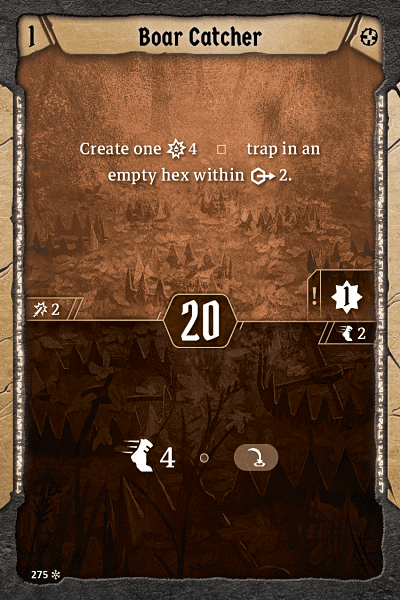 1 Boar Catcher
Create one 4 trap in an
empty hex within 2.
! 1
2 20 2
4
275